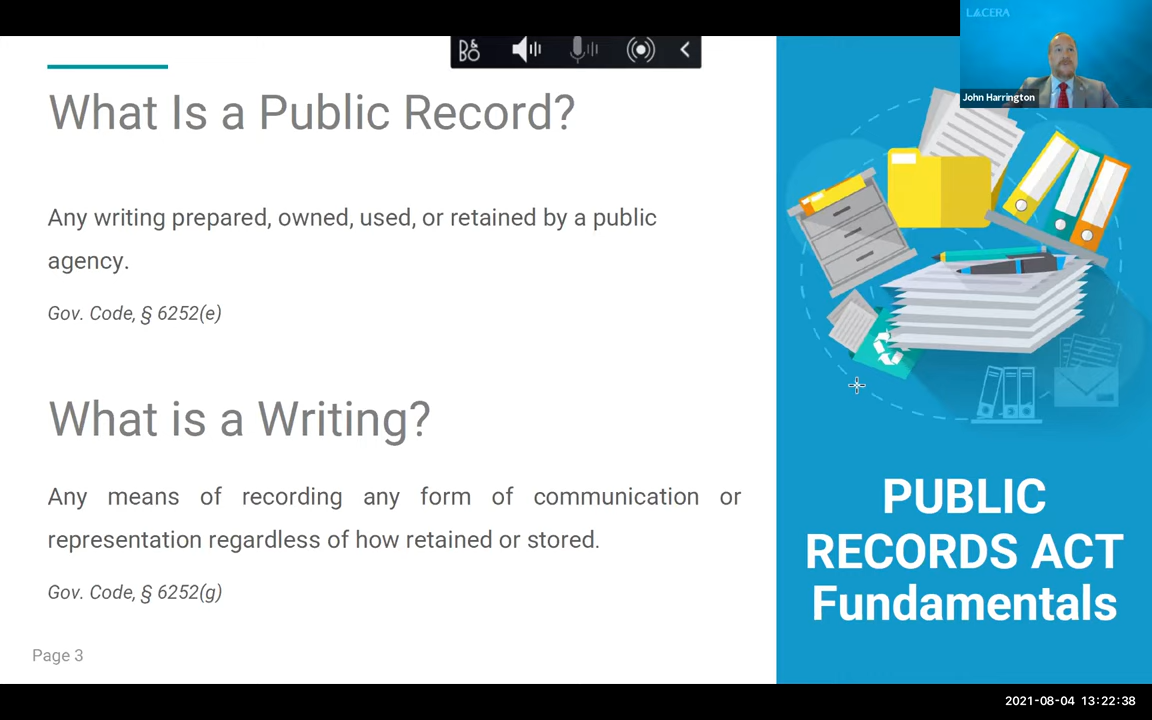 LACERA
John Harrington
What Is a Public Record?
Any writing prepared, owned, used, or retained by a public
agency.
Gov. Code, § 6252(e)
What is a Writing?
Any means of recording any form of communication or
representation regardless of how retained or stored.
Gov. Code, § 6252(g)
Page 3
PUBLIC
RECORDS ACT
Fundamentals
2021-08-04 13:22:38